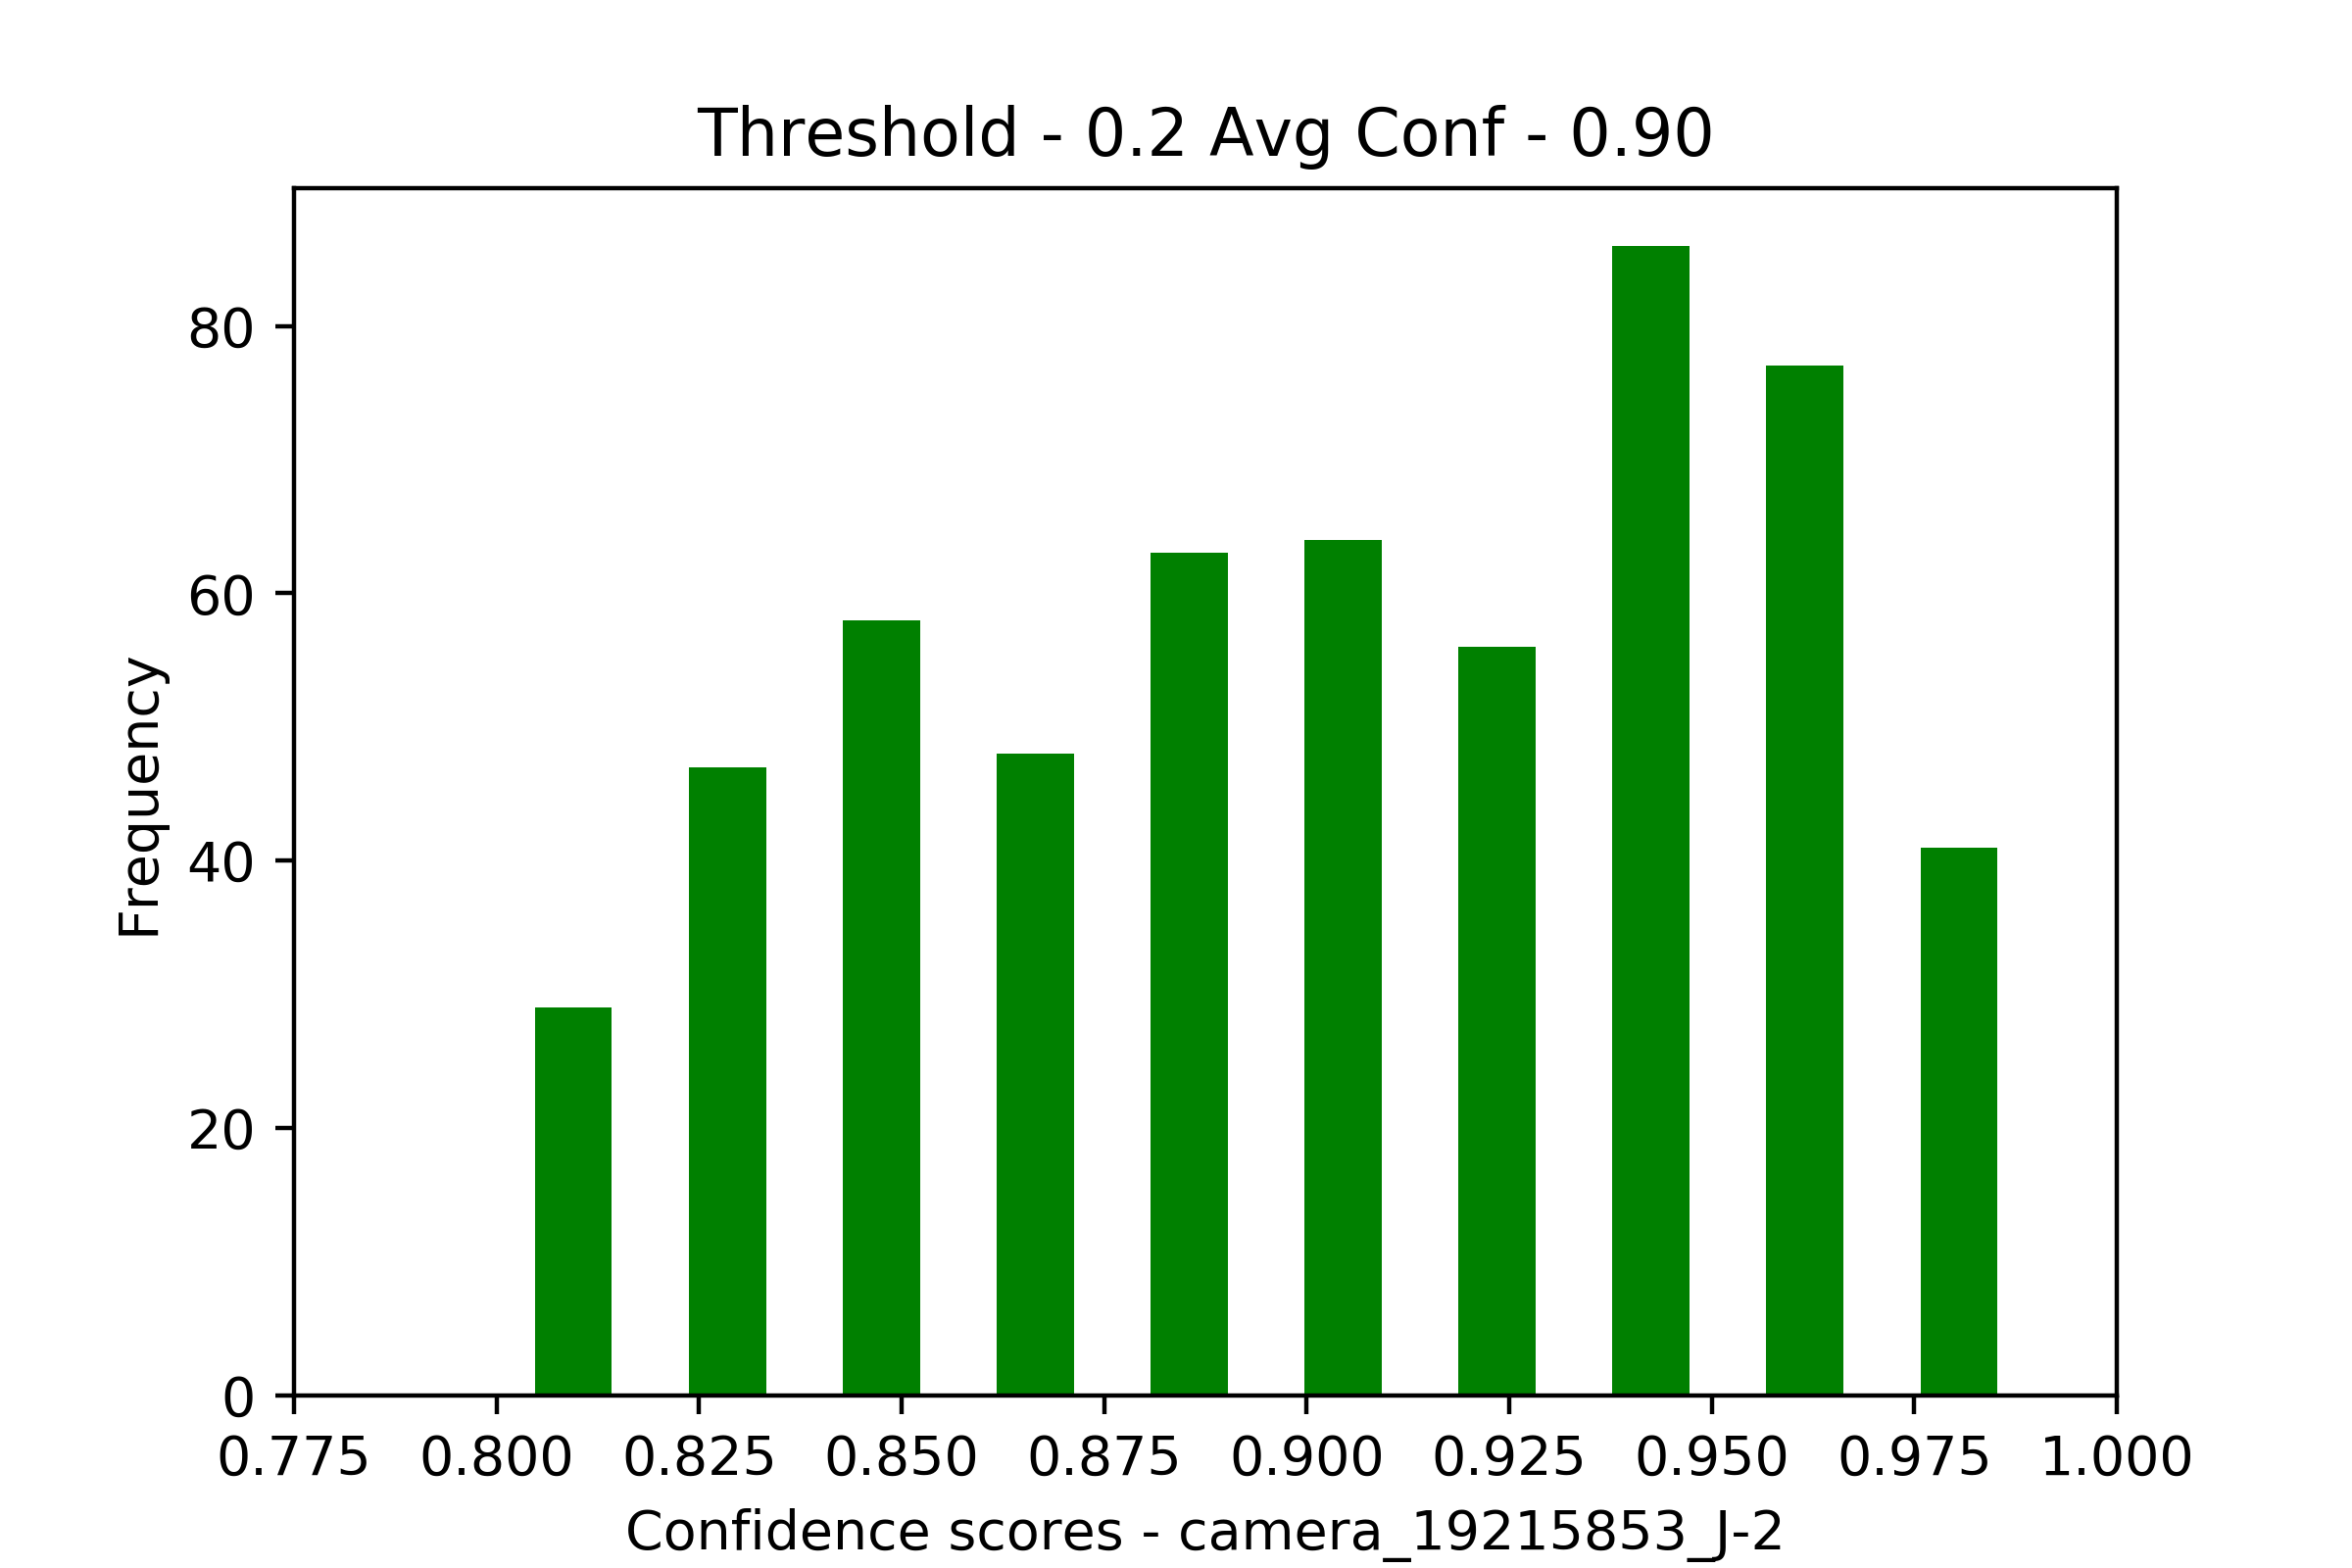 Threshold - 0.2 Avg Conf - 0.90
Frequency
80
60
40
20
0
0.775 0.800 0.825 0.850 0.875 0.900 0.925 0.950 0.975 1.000
Confidence scores - camera_19215853_J-2